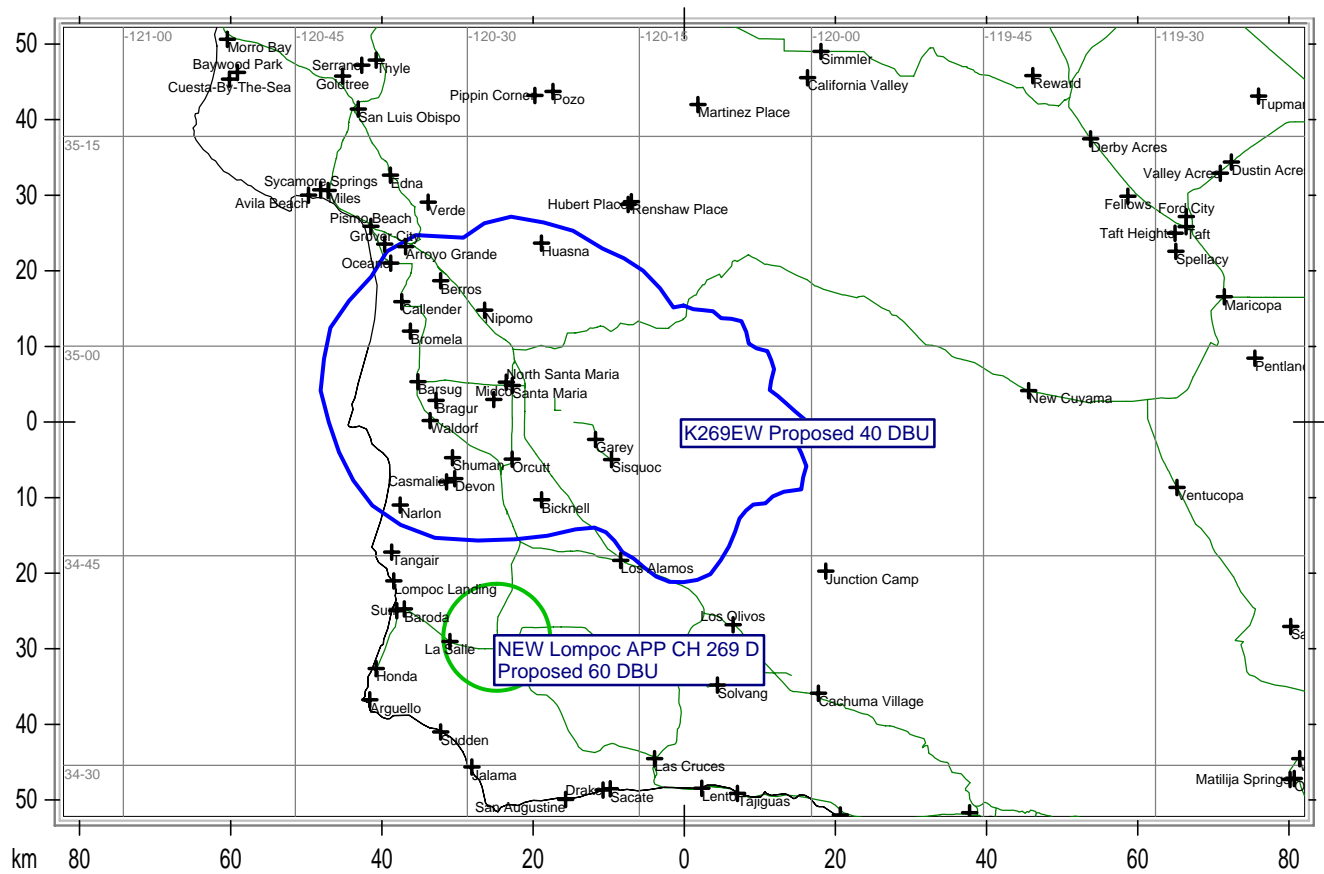 -121-00 -120-45 -120-30 -120-15 -120-00 -119-45 -119-30
50
Morro Bay
Baywood Park
Cuesta-By-The-Sea
Serrano
Thyle
Goldtree
Simmler
California Valley
Reward
Pippin Corne
Pozo
Martinez Place
Tupma
40
San Luis Obispo
35-15
Derby Acres
Valley Acres
Dustin Acre
30
Edna
Sycamore Springs
Avila Beach
Miles
Verde
Hubert Place
Renshaw Place
Fellows
Ford City
Pismo Beach
Taft Heights
Taft
Grover City
Arroyo Grande
Huasna
Spellacy
20
Oceano
Berros
Callender
Nipomo
Maricopa
Bromela
10
35-00
Pentlan
North Santa Maria
Barsug
Midco
Santa Maria
New Cuyama
Bragur
0
Waldorf
K269EW Proposed 40 DBU
Garey
Shuman
Orcutt
Sisquoc
Casmalia
Devon
10
Ventucopa
Narlon
Bicknell
Tangair
34-45
Los Alamos
20
Junction Camp
Lompoc Landing
Baroda
Los Olivos
30
La Salle
NEW Lompoc APP CH 269 D
Proposed 60 DBU
Honda
Solvang
Arguello
Cachuma Village
40
Sudden
Las Cruces
Jalama
34-30
Matilija Springs
Drake
Sacate
Lento
Tajiguas
50
San Augustine
km 80 60 40 20 0 20 40 60 80